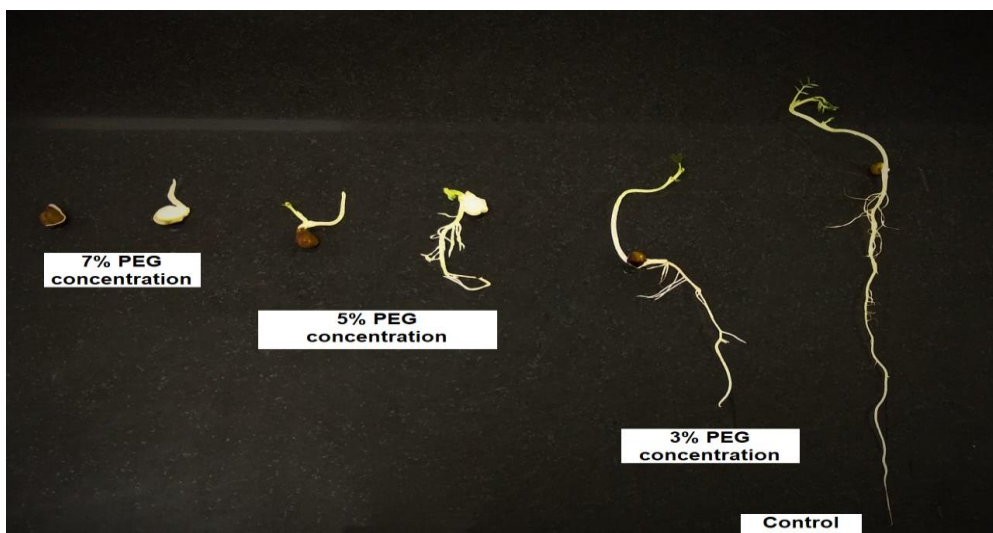 7% PEG
concentration
5% PEG
concentration
3% PEG
concentration
Control